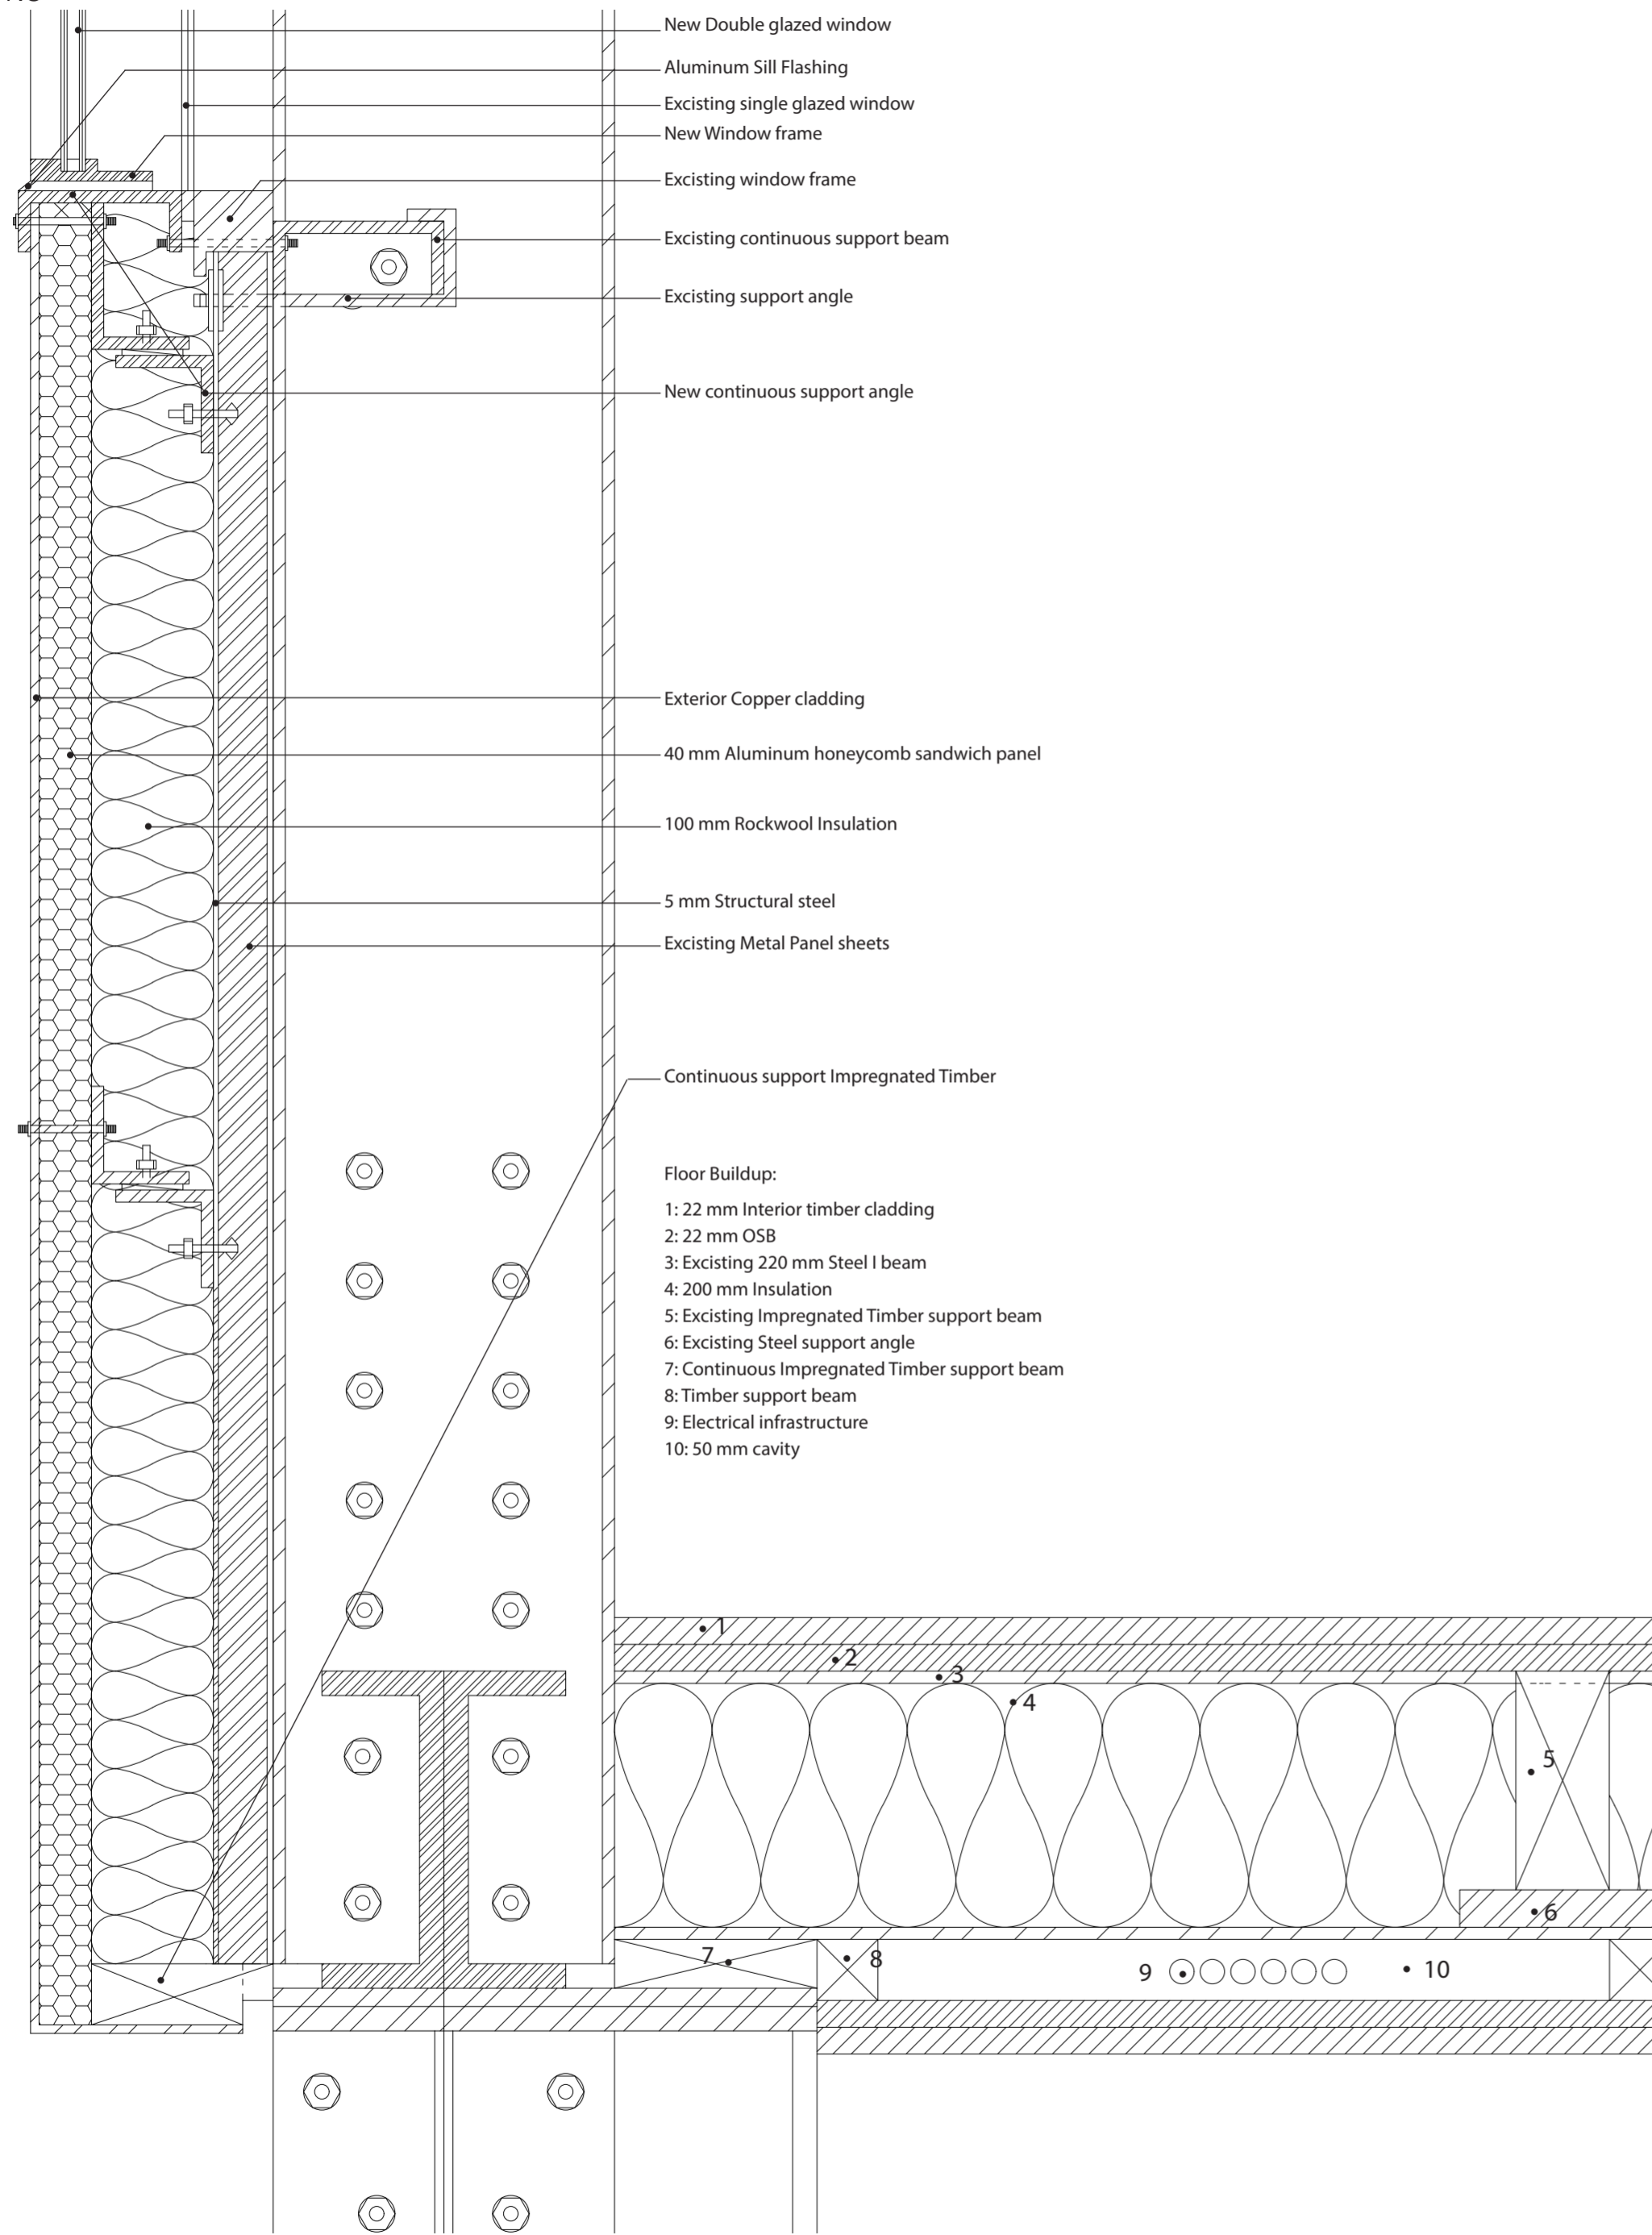 New Double glazed window
Aluminum Sill Flashing
Excisting single glazed window
New Window frame
Excisting window frame
Excisting continuous support beam
Excisting support angle
New continuous support angle
Exterior Copper cladding
40 mm Aluminum honeycomb sandwich panel
100 mm Rockwool Insulation
5 mm Structural steel
Excisting Metal Panel sheets
Continuous support Impregnated Timber
Floor Buildup:
1: 22 mm Interior timber cladding
2: 22 mm OSB
3: Excisting 220 mm Steel I beam
4: 200 mm Insulation
5: Excisting Impregnated Timber support beam
6: Excisting Steel support angle
7: Continuous Impregnated Timber support beam
8: Timber support beam
9: Electrical infrastructure
10: 50 mm cavity
1
2
3
4
5
6
7
8
9
10